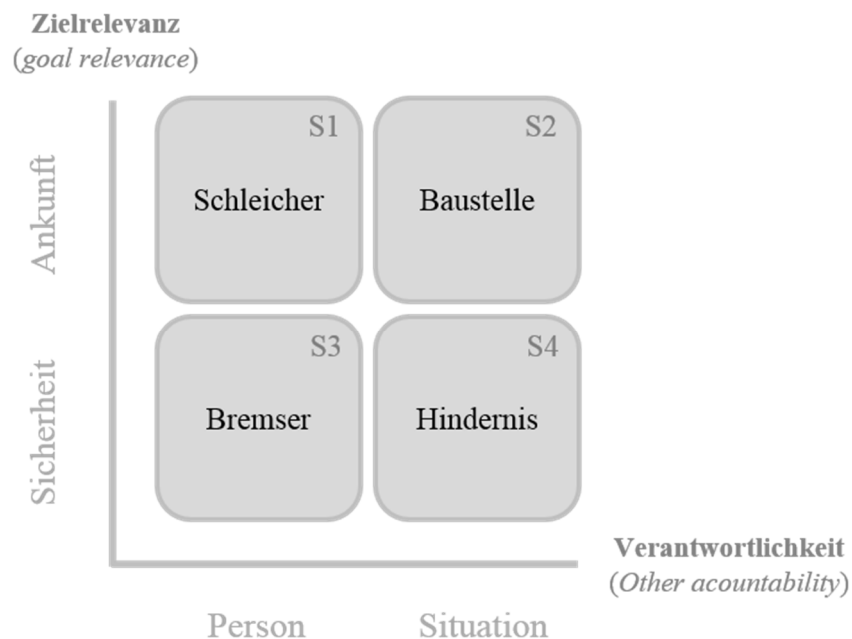 Zielrelevanz
(goal relevance)
Ankunft
S1
Schleicher
S2
Baustelle
Sicherheit
S3
Bremser
S4
Hindernis
Verantwortlichkeit
(Other acountability)
Person
Situation